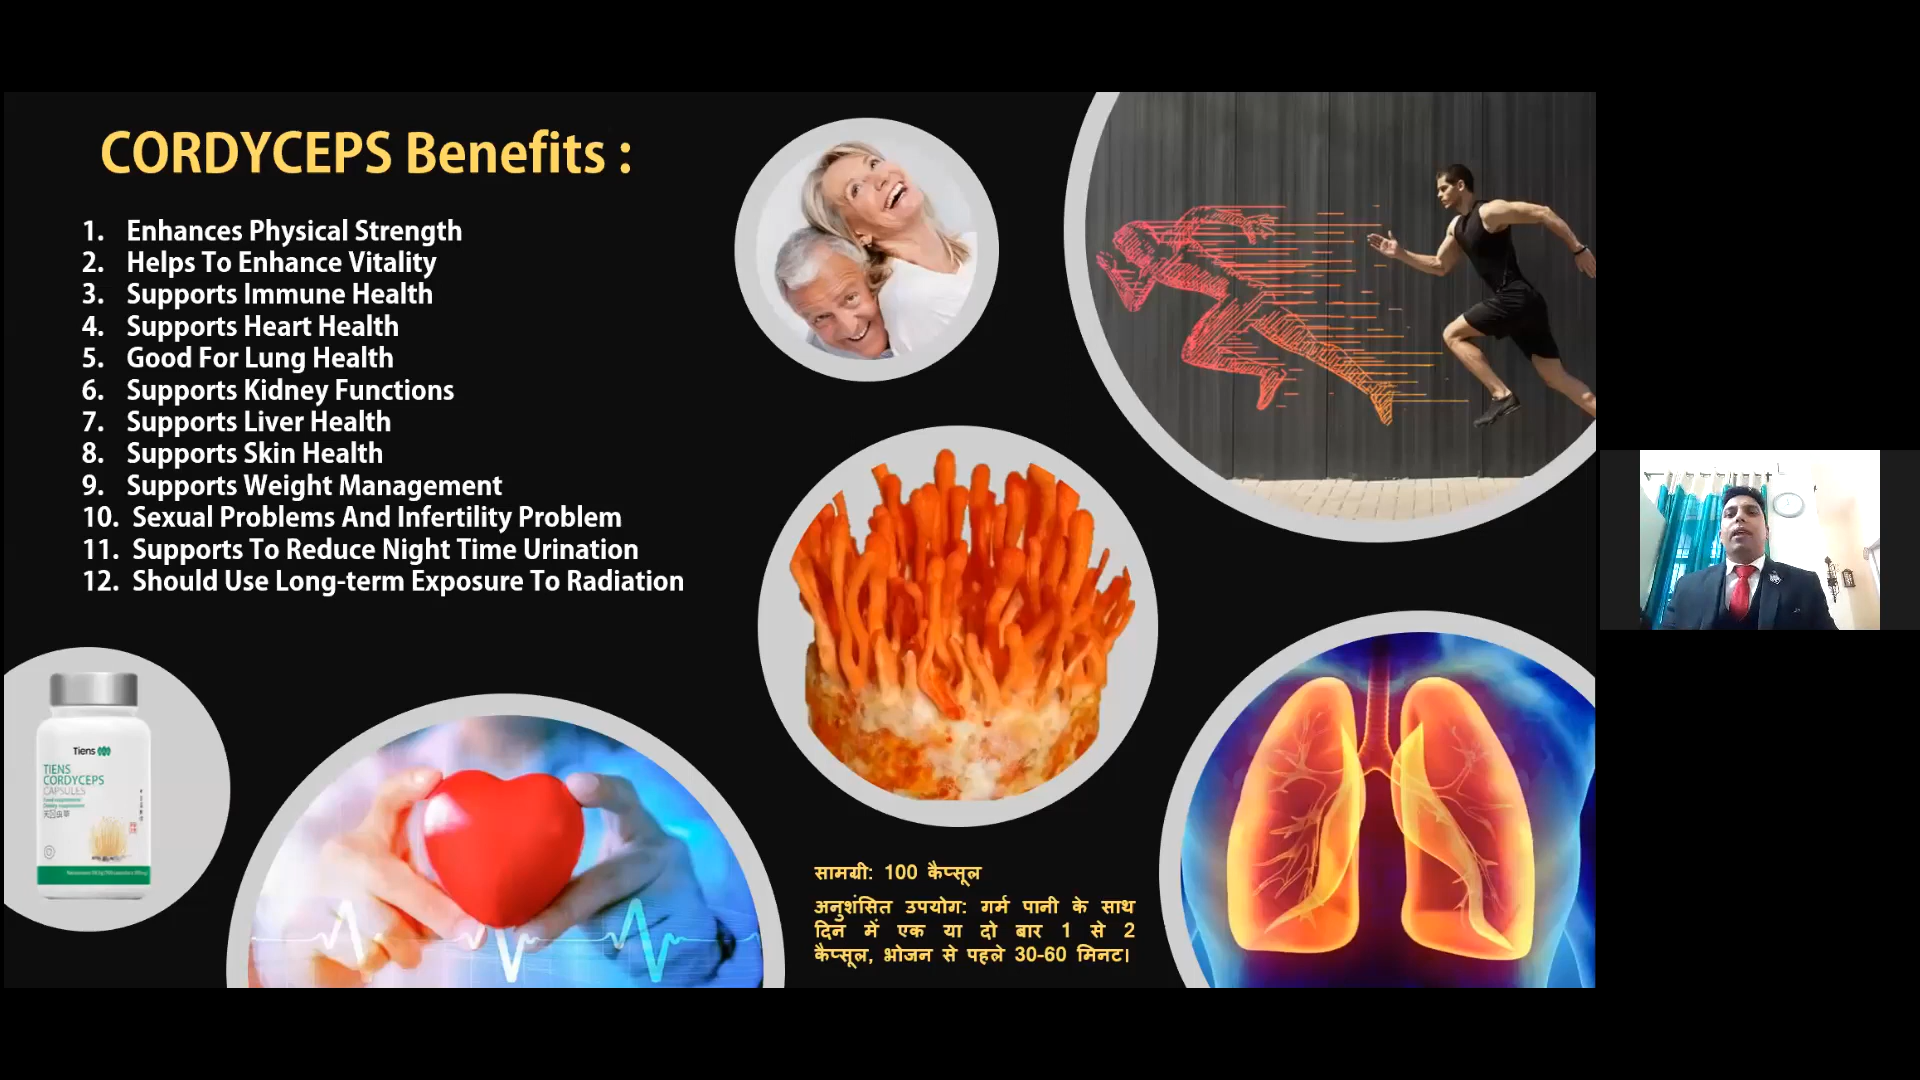 CORDYCEPS Benefits :
1. Enhances Physical Strength
2. Helps To Enhance Vitality
3. Supports Immune Health
4. Supports Heart Health
5. Good For Lung Health
6. Supports Kidney Functions
7. Supports Liver Health
8. Supports Skin Health
9. Supports Weight Management
10. Sexual Problems And Infertility Problem
11. Supports To Reduce Night Time Urination
12. Should Use Long-term Exposure To Radiation
Tiens
TIENS
CORDYCEPS
CAPSULES
सामग्री: 100 कैप्सूल
अनुशंसित उपयोग: गर्म पानी के साथ
दिन में एक या दो बार 1 से 2
कैप्सूल, भोजन से पहले 30-60 मिनट।